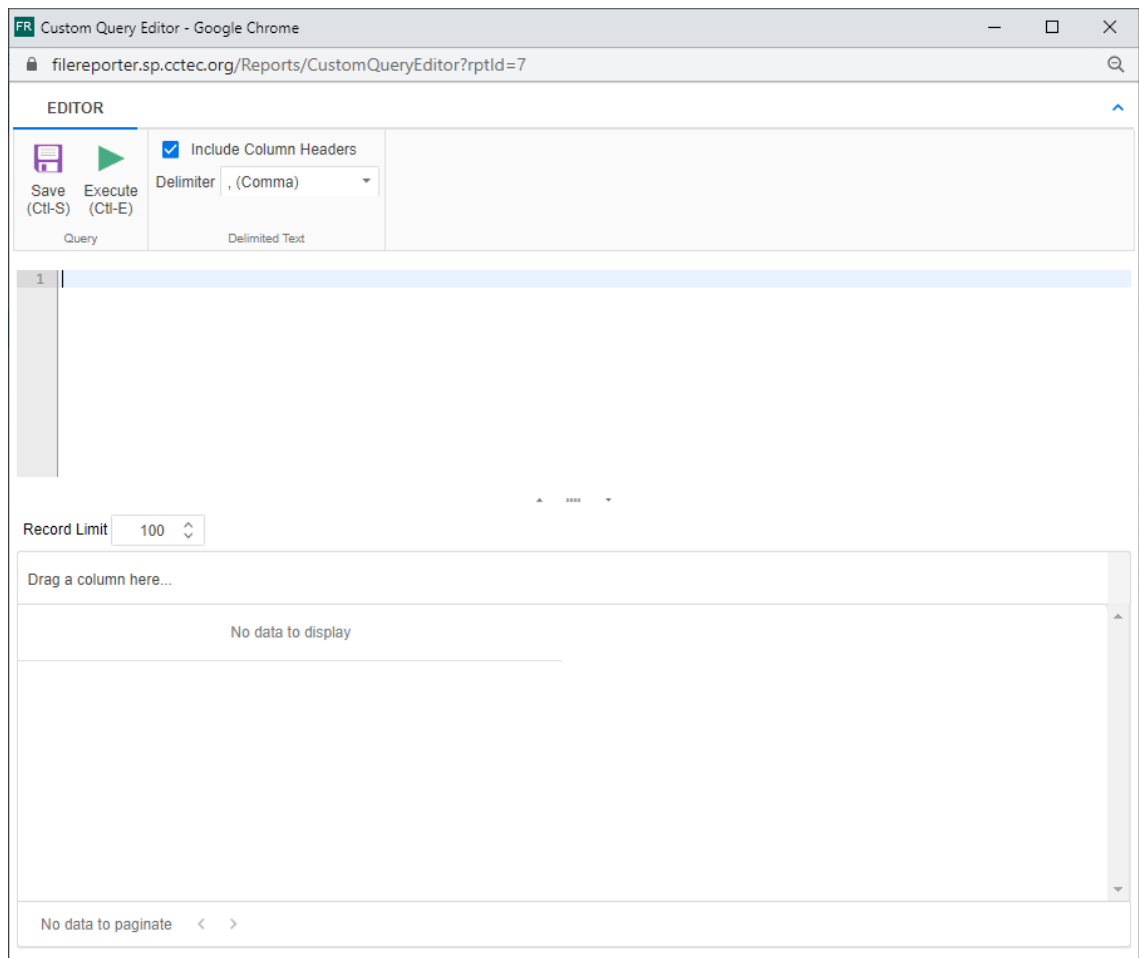 FR Custom Query Editor - Google Chrome
filereporter.sp.cctec.org/Reports/CustomQueryEditor?rptId=7
EDITOR
Include Column Headers
Delimiter , (Comma)
Save Execute
(Ctl-S) (Ctl-E)
Query Delimited Text
1
Record Limit 100
Drag a column here...
No data to display
No data to paginate